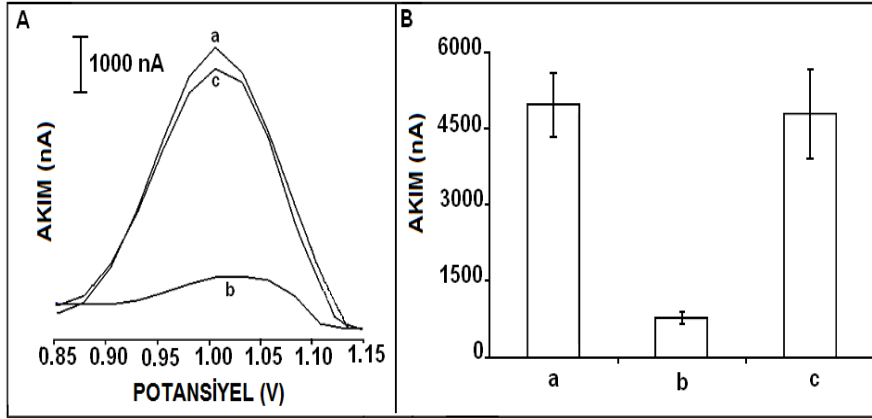 A
1000 nA
a
c
b
AKIM (nA)
0.85 0.90 0.95 1.00 1.05 1.10 1.15
POTANSİYEL (V)
B
AKIM (nA)
6000
4500
3000
1500
0
a b c